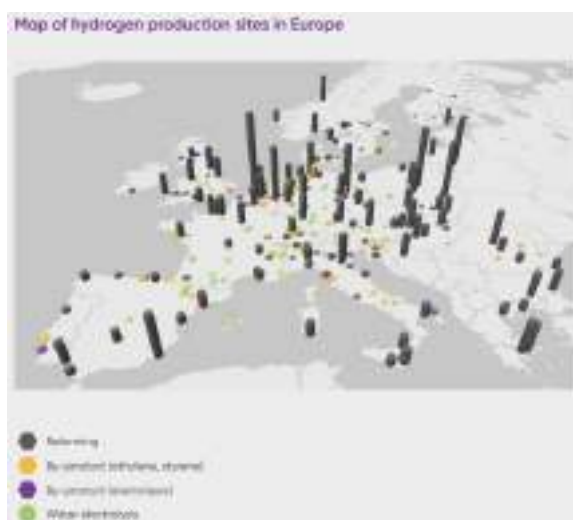 Map of hydrogen production sites in Europe
Reforming
By-product (ethylene, styrene)
By-product (electrolysis)
Water electrolysis